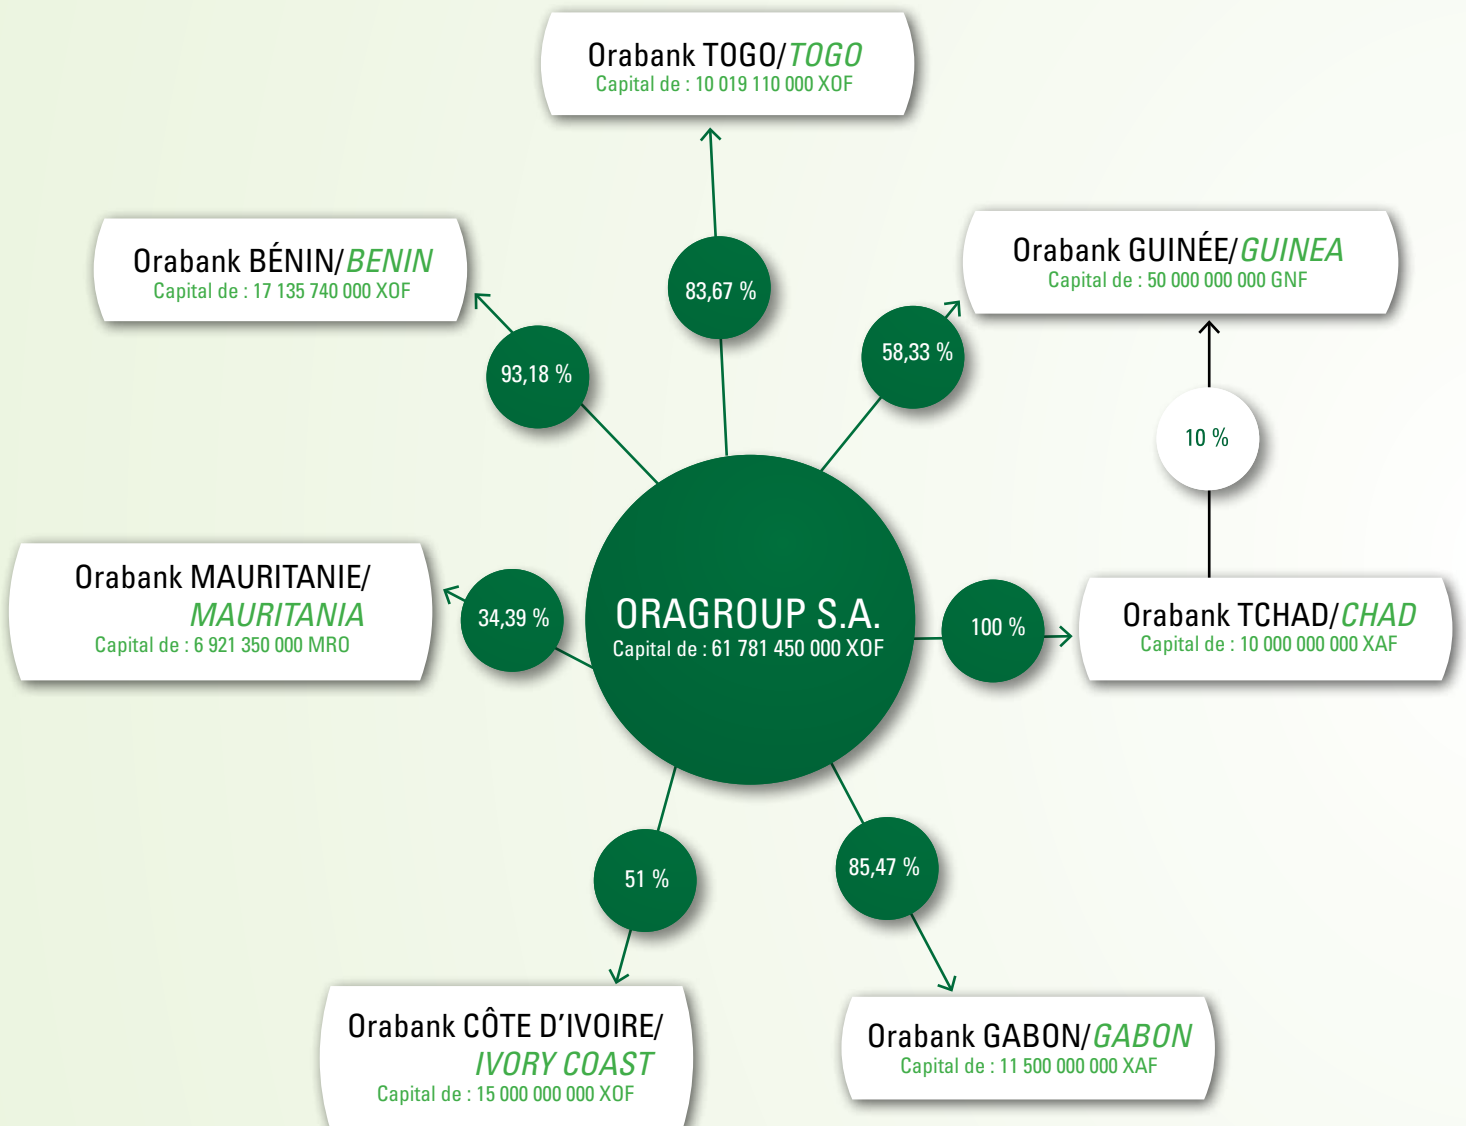 Orabank TOGO/TOGO
Capital de : 10 019 110 000 XOF
Orabank BÉNIN/BENIN
Capital de : 17 135 740 000 XOF
Orabank GUINÉE/GUINEA
Capital de : 50 000 000 000 GNF
83,67 %
93,18 %
58,33 %
10 %
Orabank MAURITANIE/
MAURITANIA
Capital de : 6 921 350 000 MRO
34,39 %
ORAGROUP S.A.
Capital de : 61 781 450 000 XOF
100 %
Orabank TCHAD/CHAD
Capital de : 10 000 000 000 XAF
51 %
85,47 %
Orabank CÔTE D'IVOIRE/
IVORY COAST
Capital de : 15 000 000 000 XOF
Orabank GABON/GABON
Capital de : 11 500 000 000 XAF